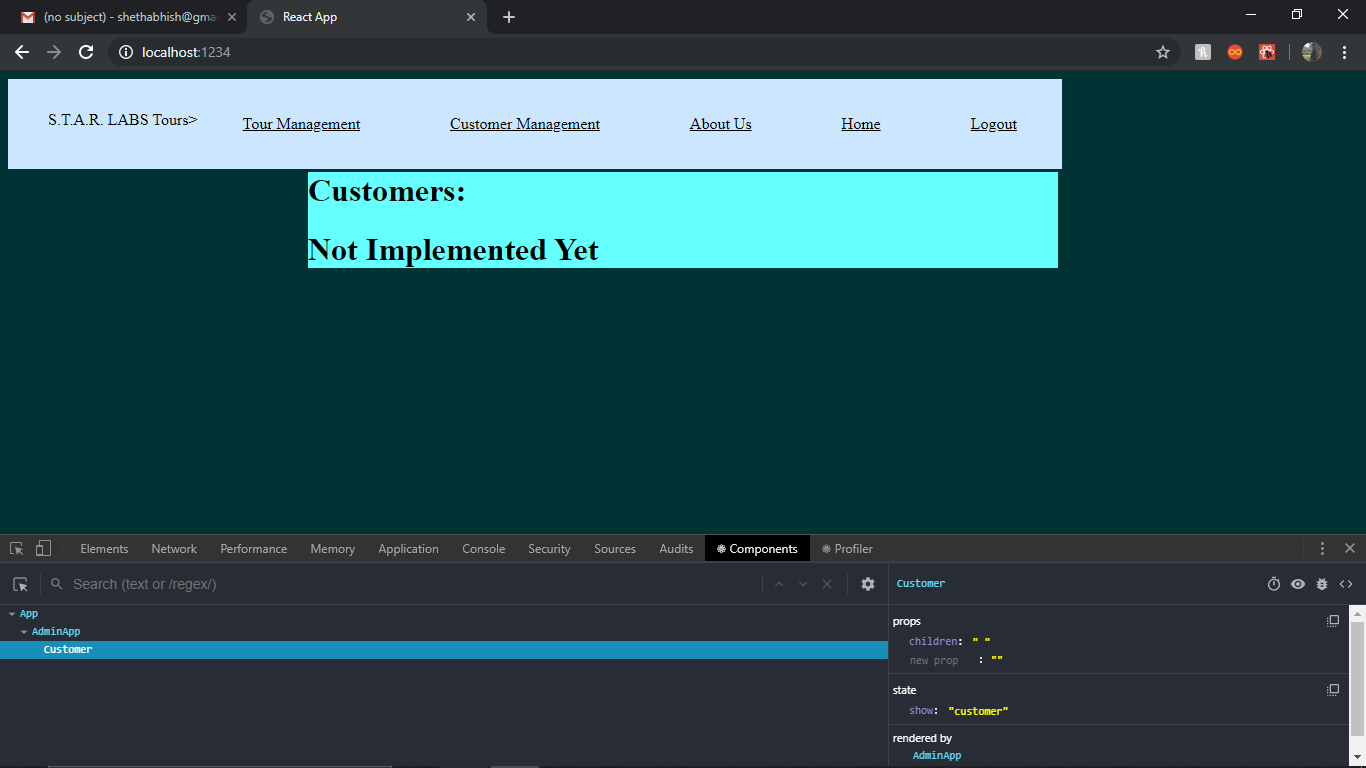 (no subject) - shethabhish@gma
React App
localhost:1234
S.T.A.R. LABS Tours>
Tour Management
Customer Management
About Us
Home
Logout
Customers:
Not Implemented Yet
Elements Network Performance Memory Application Console Security Sources Audits Components Profiler
Search (text or /regex/)
Customer
App
AdminApp
Customer
props
children: " "
new prop : ""
state
show: "customer"
rendered by
AdminApp